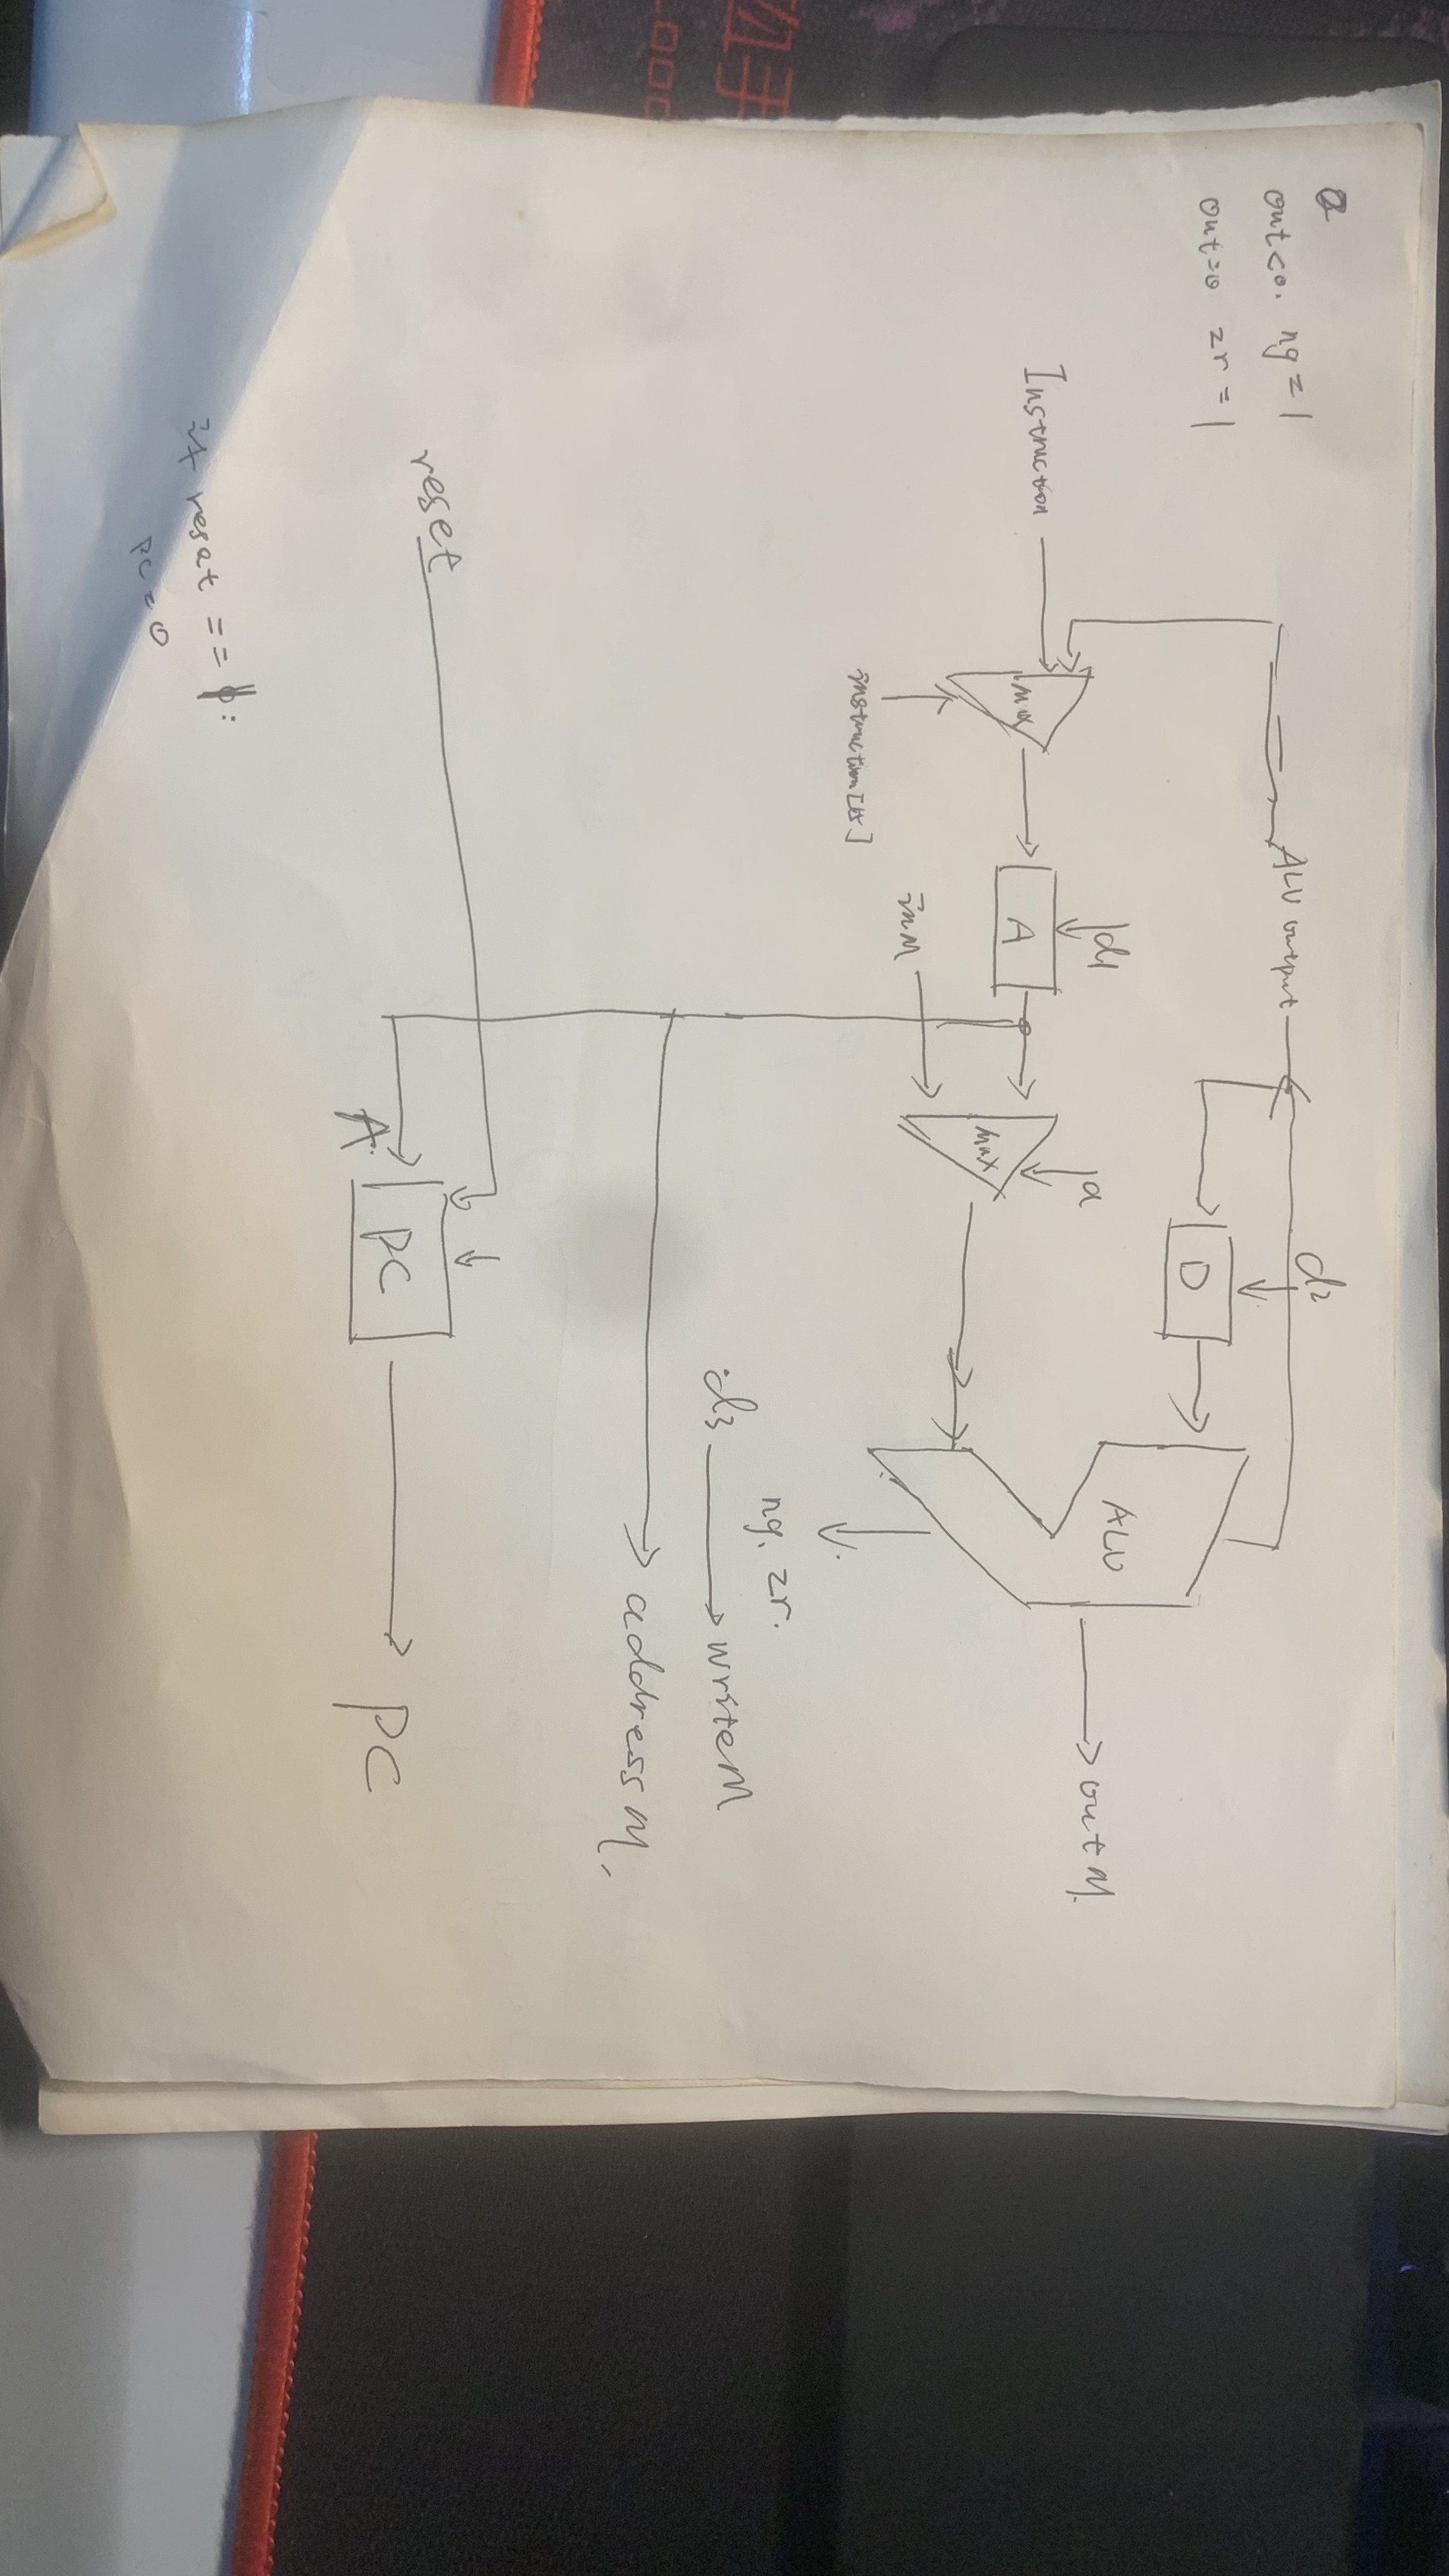 a
out<0. ng=1
out=0 zr=1
ALU output
d2
D
Instruction
mux
d1
A
a
mux
ALU
outM.
instruction[15]
inM
ng. zr.
d3
writeM
addressM.
reset
A.
PC
PC
if reset ==
PC=0